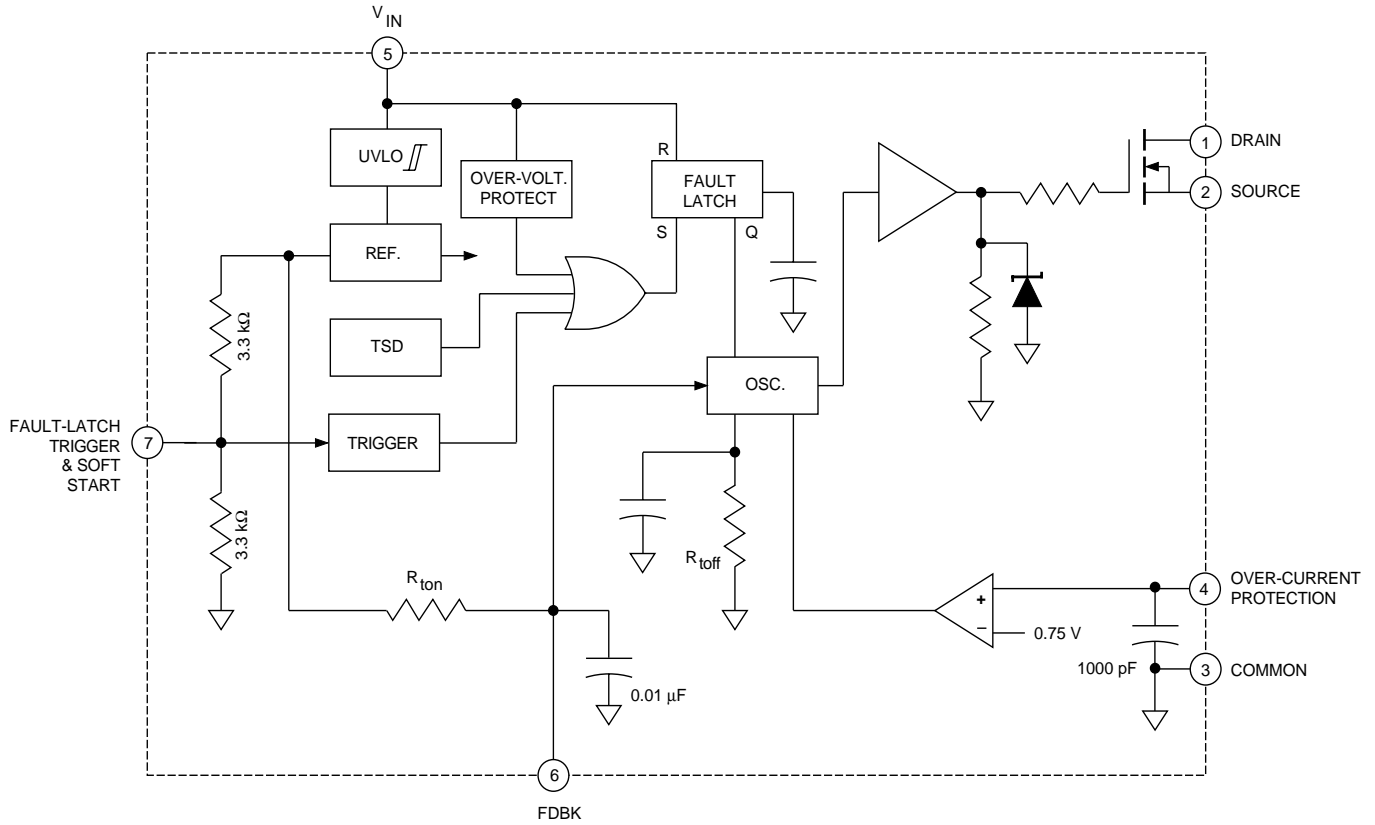 V IN
5
UVLO
R
OVER-VOLT.
PROTECT
FAULT
LATCH
S
Q
1
DRAIN
2
SOURCE
REF.
3.3 kΩ
TSD
OSC.
FAULT-LATCH
TRIGGER
& SOFT
START
7
TRIGGER
3.3 kΩ
R toff
R ton
+
−
0.75 V
4
OVER-CURRENT
PROTECTION
1000 pF
3
COMMON
0.01 μF
6
FDBK